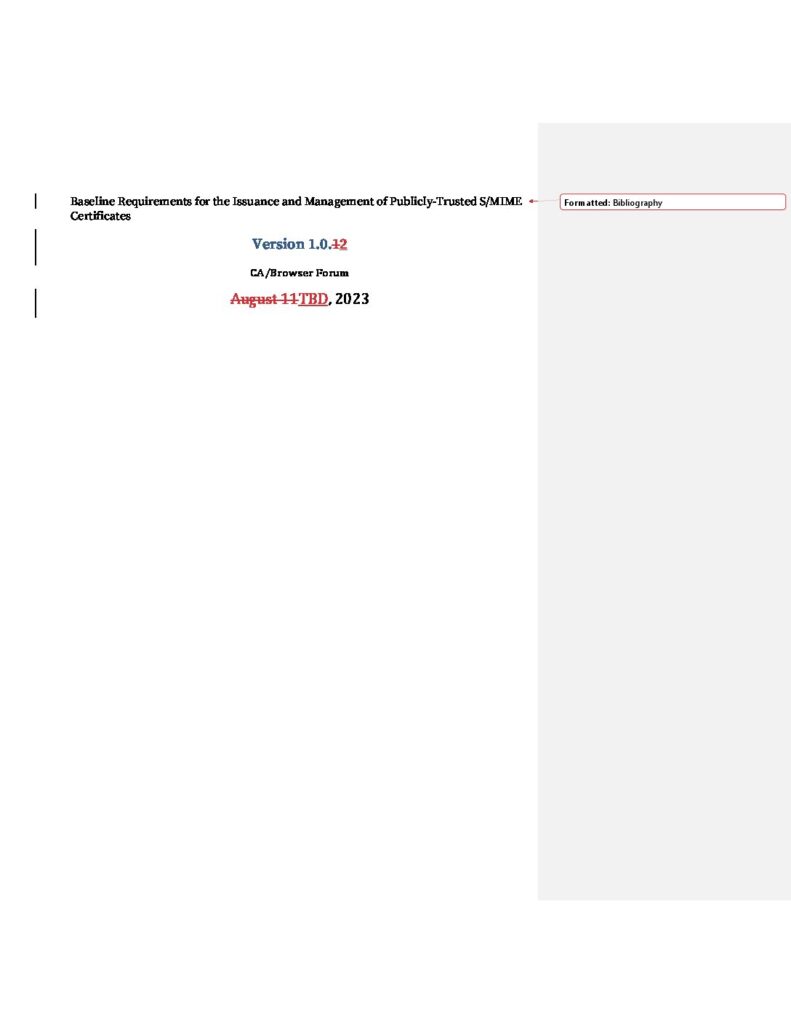 Baseline Requirements for the Issuance and Management of Publicly-Trusted S/MIME
Certificates
Version 1.0.12
CA/Browser Forum
August 11TBD, 2023
Formatted: Bibliography